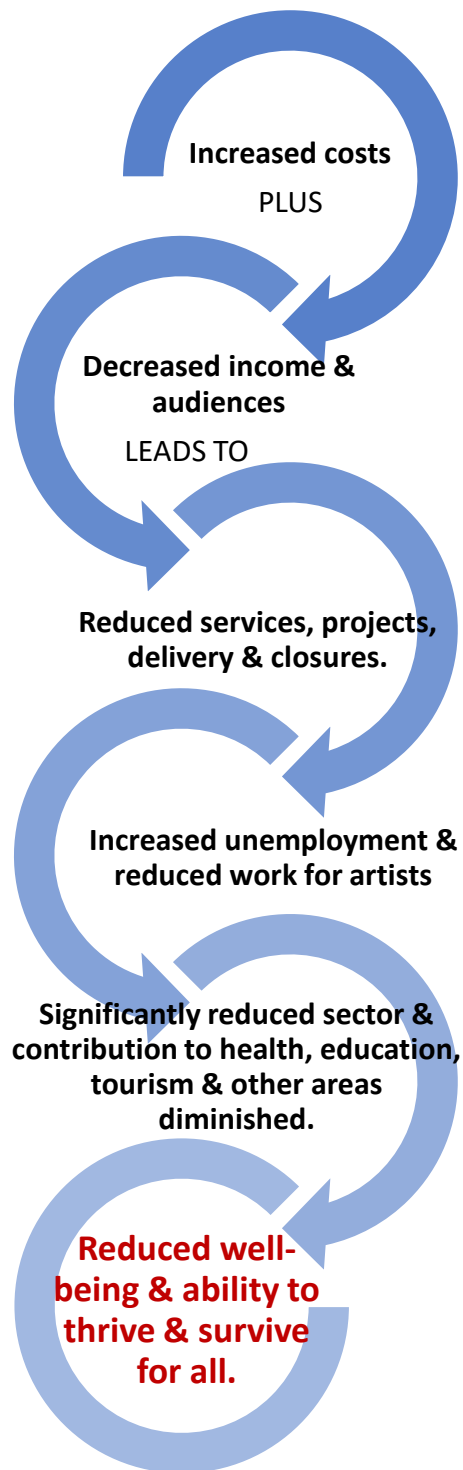 Increased costs
PLUS
Decreased income &
audiences
LEADS TO
Reduced services, projects,
delivery & closures.
Increased unemployment &
reduced work for artists
Significantly reduced sector &
contribution to health, education,
tourism & other areas
diminished.
Reduced well-
being & ability to
thrive & survive
for all.